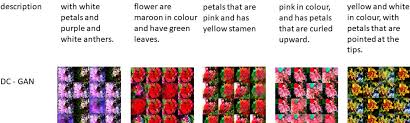 description
with white
petals and
purple and
white anthers.
flower are
maroon in colour
and have green
leaves.
petals that are
pink and has
yellow stamen
pink in colour,
and has petals
that are curled
upward.
yellow and white
in colour, with
petals that are
pointed at the
tips.
DC - GAN